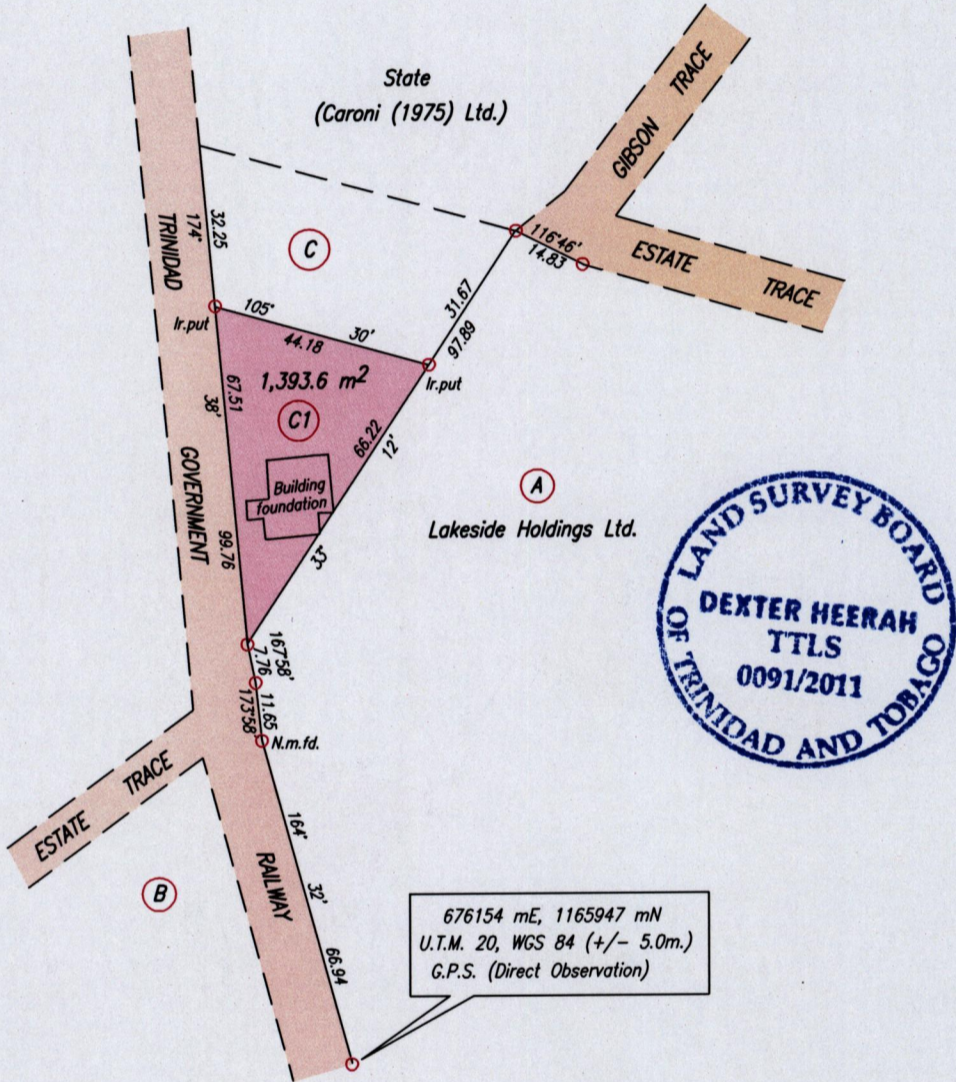 State
(Caroni (1975) Ltd.)
GIBSON TRACE
ESTATE TRACE
116°46'
14.83
TRINIDAD GOVERNMENT RAILWAY
32.25
174°
C
31.67
97.89
Ir.put
105° 30'
44.18
Ir.put
1,393.6 m²
67.51
38'
C1
66.22
12'
33°
Building
foundation
99.76
A
Lakeside Holdings Ltd.
LAND SURVEY BOARD
DEXTER HEERAH
TTLS
0091/2011
OF TRINIDAD AND TOBAGO
167°58'
7.76
11.65
173°58'
N.m.fd.
ESTATE TRACE
164° 32'
66.94
B
676154 mE, 1165947 mN
U.T.M. 20, WGS 84 (+/- 5.0m.)
G.P.S. (Direct Observation)